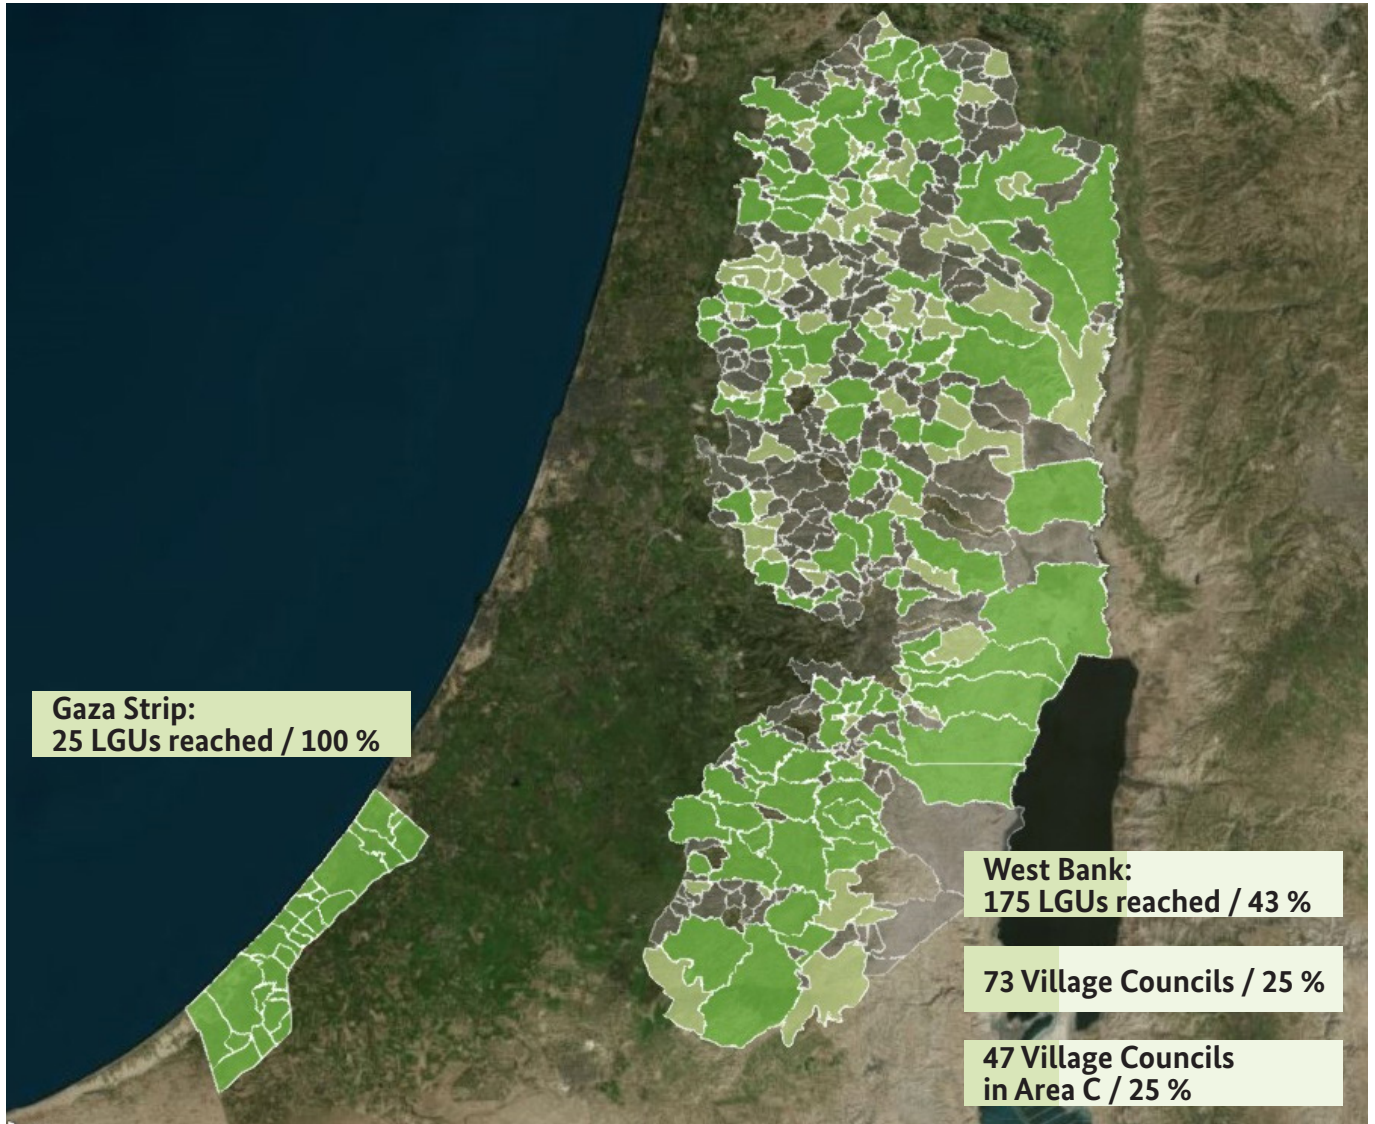 Gaza Strip:
25 LGUs reached / 100 %
West Bank:
175 LGUs reached / 43 %
73 Village Councils / 25 %
47 Village Councils
in Area C / 25 %